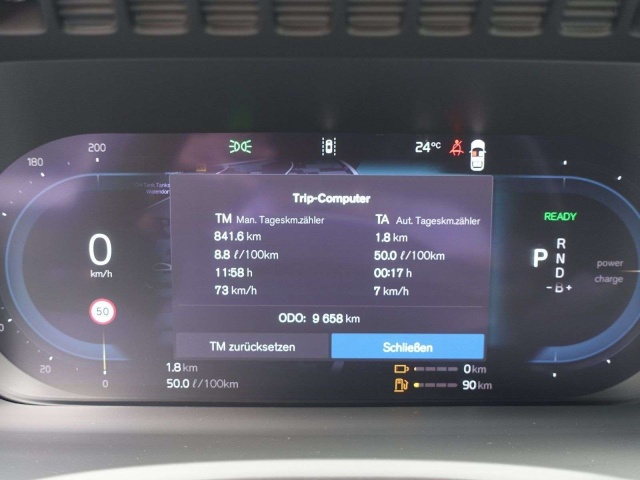 200
24°C
180
Trip-Computer
TM Man. Tageskm.zähler
TA Aut. Tageskm.zähler
841.6 km
1.8 km
8.8 ℓ/100km
50.0 ℓ/100km
11:58 h
00:17 h
73 km/h
7 km/h
ODO: 9 658 km
TM zurücksetzen
Schließen
0
km/h
50
0
READY
P
R
N
D
-B+
power
charge
1.8 km
50.0 ℓ/100km
0 km
90 km